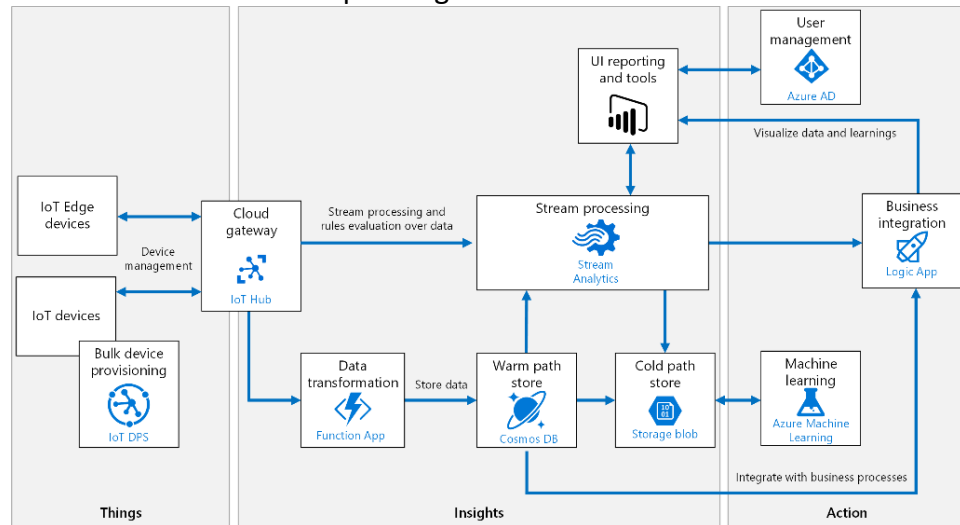 User
management
Azure AD
UI reporting
and tools
Visualize data and learnings
IoT Edge
devices
Cloud
gateway
IoT Hub
Stream processing and
rules evaluation over data
Stream processing
Stream
Analytics
Business
integration
Logic App
Device
management
IoT devices
Bulk device
provisioning
IoT DPS
Data
transformation
Function App
Store data
Warm path
store
Cosmos DB
Cold path
store
10
01
Storage blob
Machine
learning
Azure Machine
Learning
Integrate with business processes
Things
Insights
Action